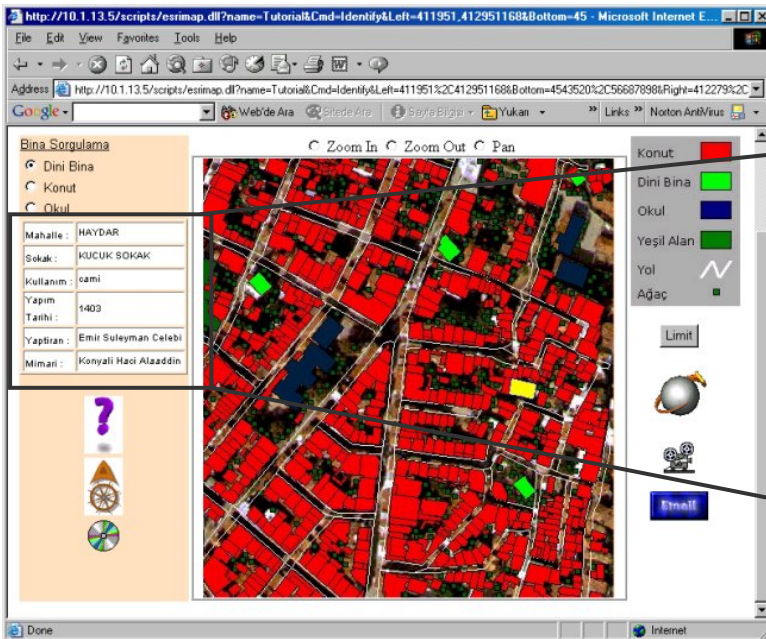 http://10.1.13.5/scripts/esrimap.dll?name=Tutorial&Cmd=Identify&Left=411951,412951168&Bottom=45 - Microsoft Internet E...
File Edit View Favorites Tools Help
Address http://10.1.13.5/scripts/esrimap.dll?name=Tutorial&Cmd=Identify&Left=411951%2C412951168&Bottom=4543520%2C56687898&Right=412279%2C
Google Web'de Ara Sitede Ara Sayfa Bilgisi Yukarı » Links » Norton AntiVirus
Bina Sorgulama
Dini Bina
Konut
Okul
Mahalle : HAYDAR
Sokak : KUCUK SOKAK
Kullanım : cami
Yapım Tarihi : 1403
Yaptiran : Emir Suleyman Celebi
Mimari : Konyali Haci Alaaddin
Zoom In Zoom Out Pan
Konut
Dini Bina
Okul
Yeşil Alan
Yol
Ağaç
Limit
Email
Done Internet